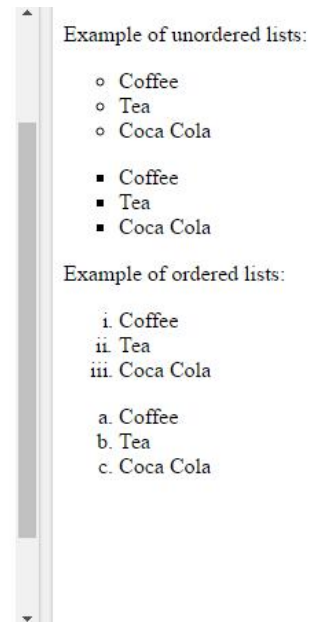 Example of unordered lists:
◦ Coffee
◦ Tea
◦ Coca Cola
▪ Coffee
▪ Tea
▪ Coca Cola
Example of ordered lists:
i. Coffee
ii. Tea
iii. Coca Cola
a. Coffee
b. Tea
c. Coca Cola